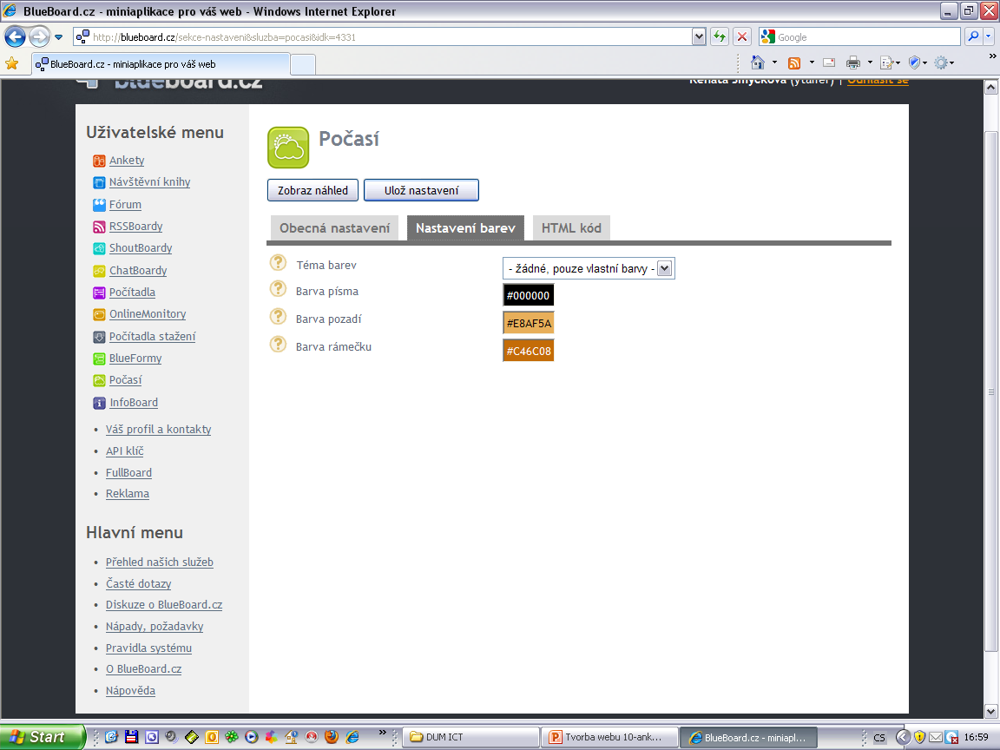 BlueBoard.cz - miniaplikace pro váš web - Windows Internet Explorer
http://blueboard.cz/sekce-nastaveni&sluzba=pocasi&idk=4331
Google
BlueBoard.cz - miniaplikace pro váš web
blueboard.cz
Renata Smyčková (ytuner) | Odhlásit se
Uživatelské menu
Ankety
Návštěvní knihy
Fórum
RSSBoardy
ShoutBoardy
ChatBoardy
Počítadla
OnlineMonitory
Počítadla stažení
BlueFormy
Počasí
InfoBoard
• Váš profil a kontakty
• API klíč
• FullBoard
• Reklama
Hlavní menu
• Přehled našich služeb
• Časté dotazy
• Diskuze o BlueBoard.cz
• Nápady, požadavky
• Pravidla systému
• O BlueBoard.cz
• Nápověda
Počasí
Zobraz náhled Ulož nastavení
Obecná nastavení Nastavení barev HTML kód
? Téma barev - žádné, pouze vlastní barvy -
? Barva písma #000000
? Barva pozadí #E8AF5A
? Barva rámečku #C46C08
Start DUM ICT Tvorba webu 10-ank... BlueBoard.cz - miniapl... CS 16:59